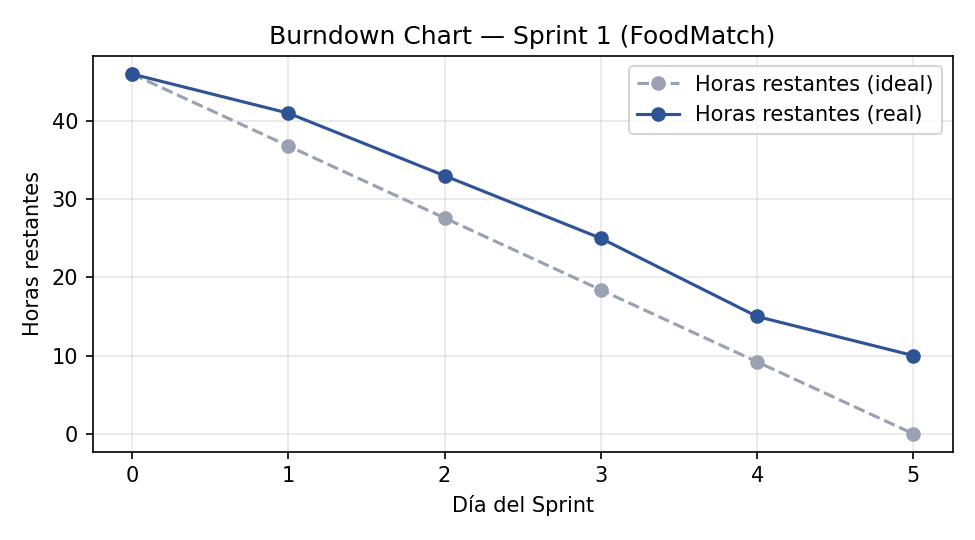 Burndown Chart — Sprint 1 (FoodMatch)
Horas restantes (ideal)
Horas restantes (real)
Horas restantes
40
30
20
10
0
0 1 2 3 4 5
Día del Sprint